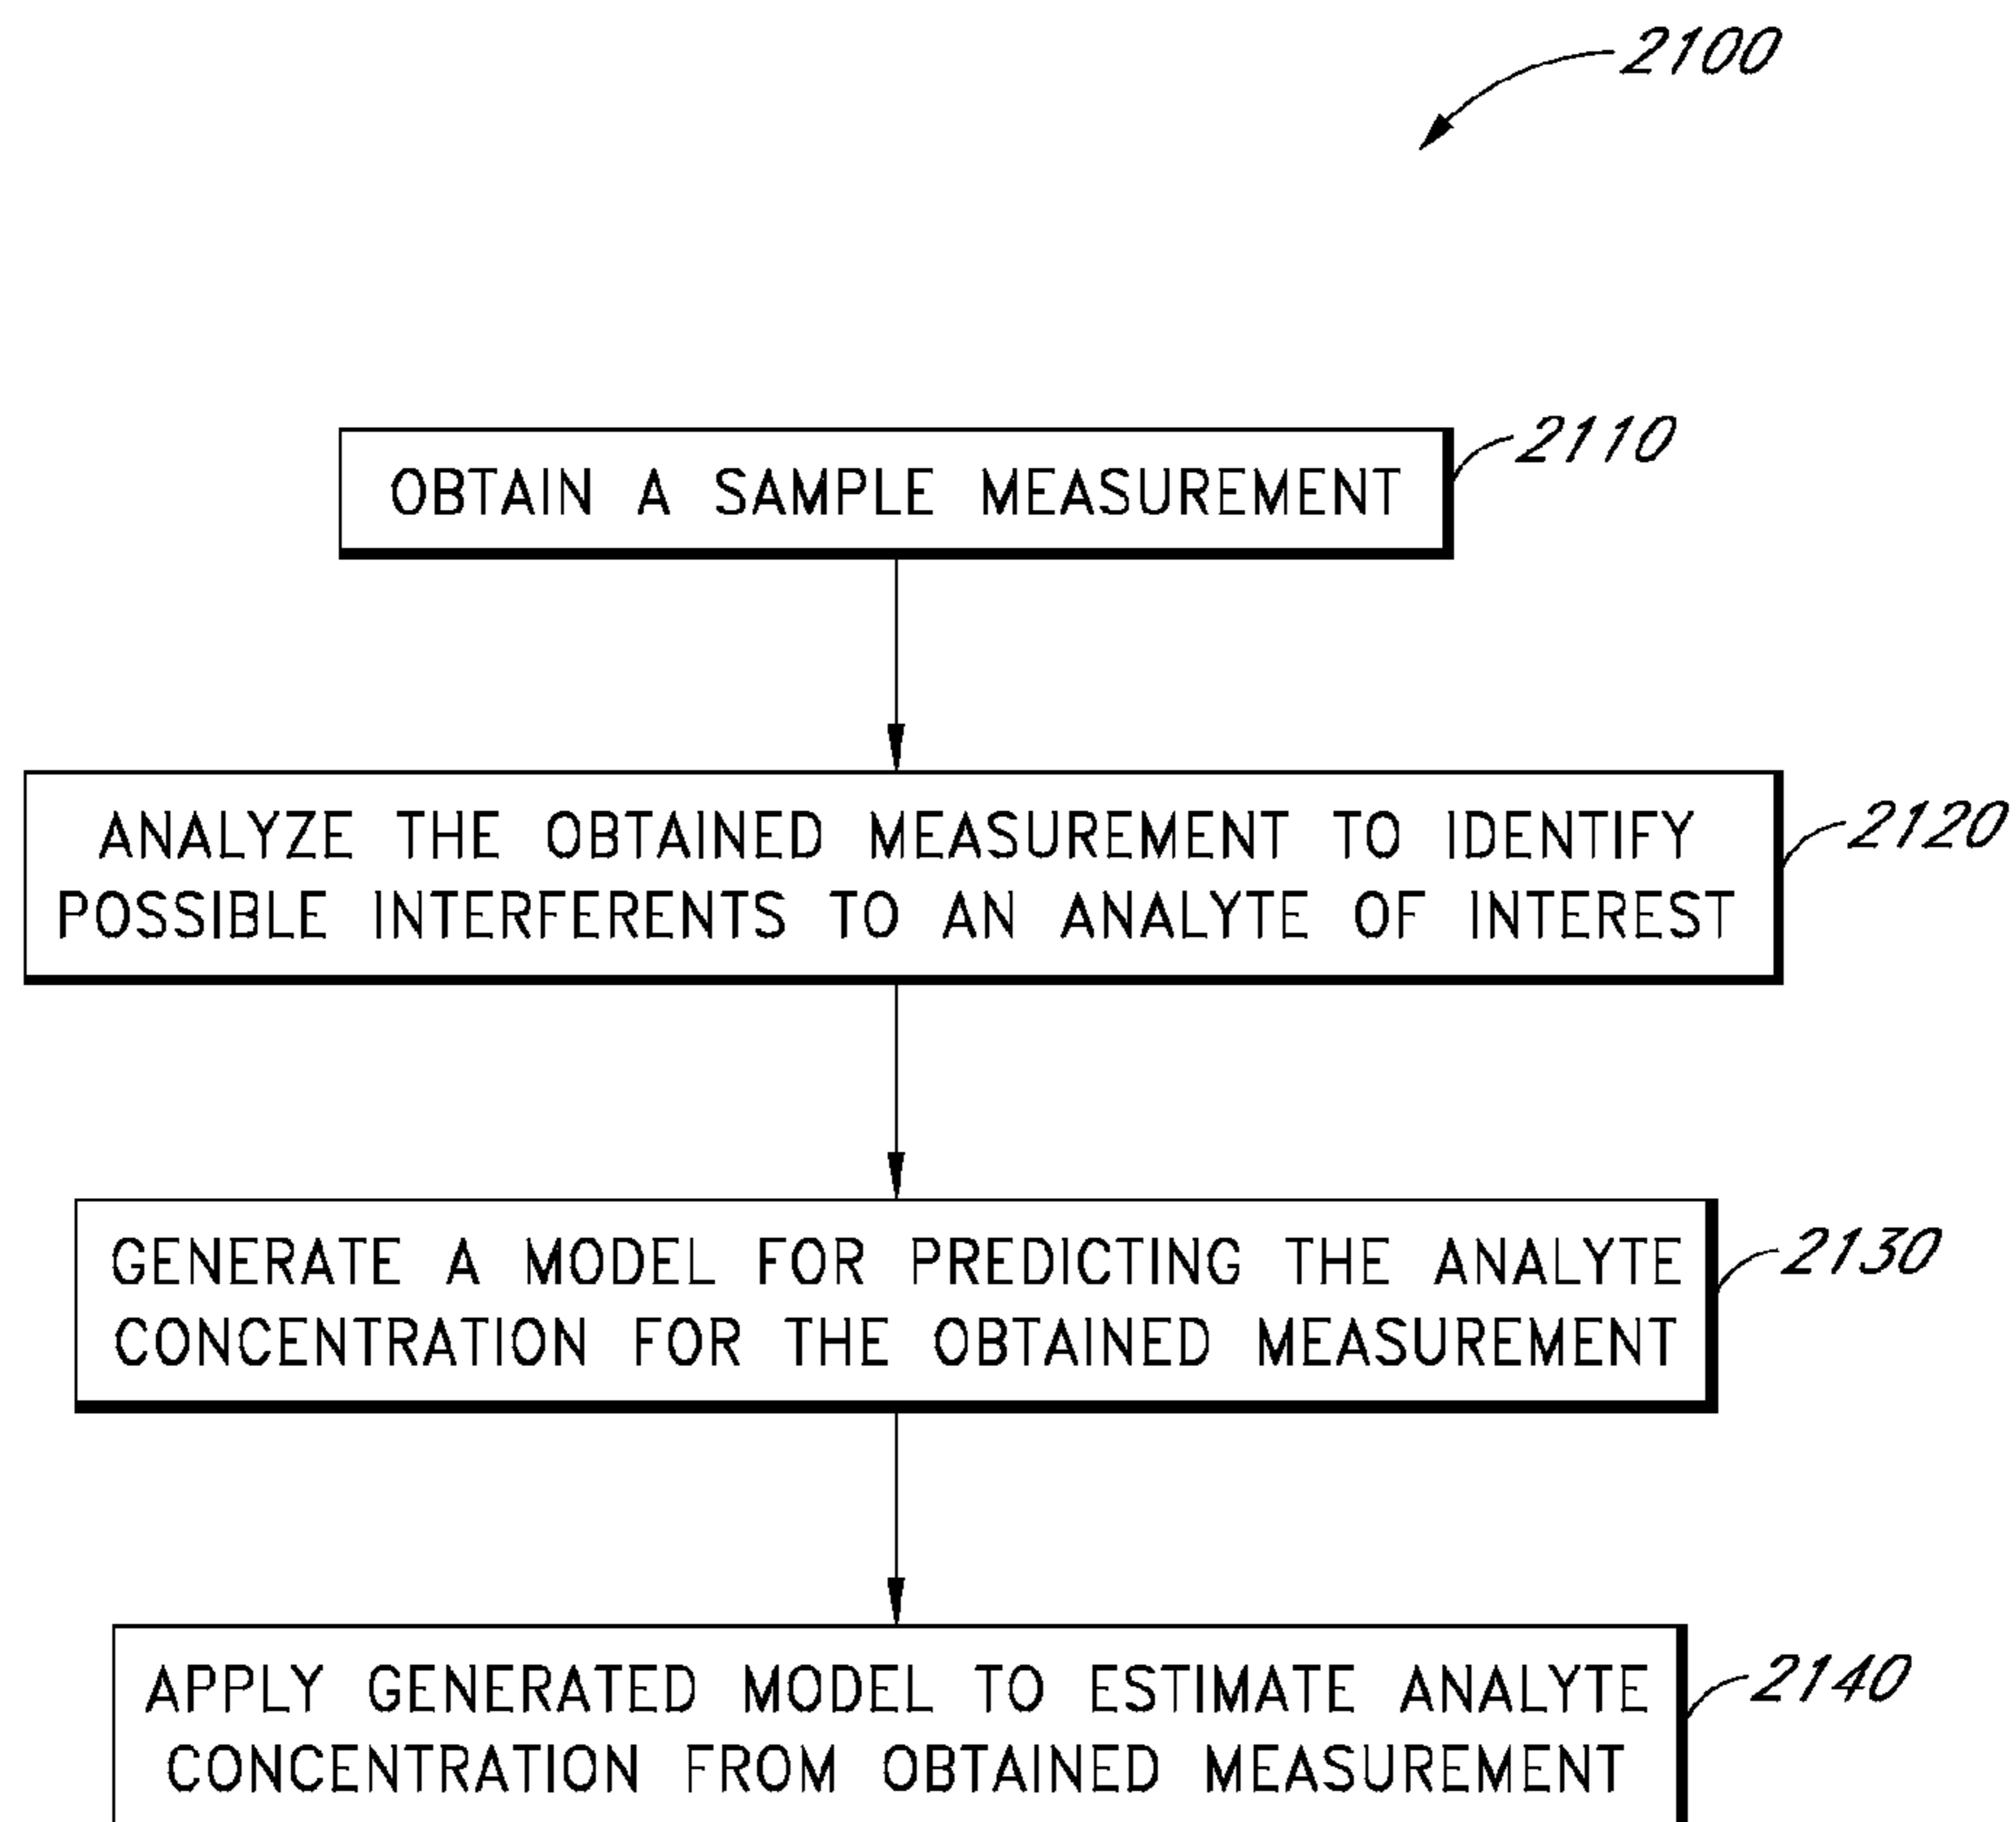 2100
OBTAIN A SAMPLE MEASUREMENT
2110
ANALYZE THE OBTAINED MEASUREMENT TO IDENTIFY
POSSIBLE INTERFERENTS TO AN ANALYTE OF INTEREST
2120
GENERATE A MODEL FOR PREDICTING THE ANALYTE
CONCENTRATION FOR THE OBTAINED MEASUREMENT
2130
APPLY GENERATED MODEL TO ESTIMATE ANALYTE
CONCENTRATION FROM OBTAINED MEASUREMENT
2140